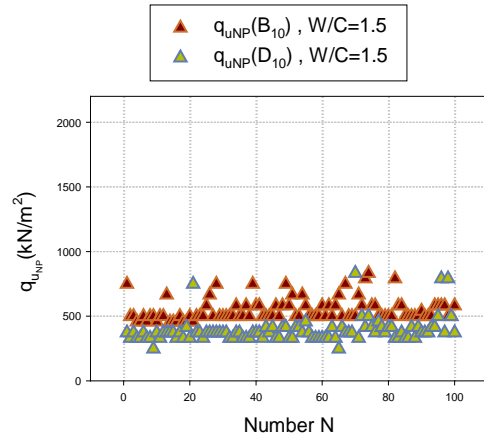 q_uNP(B_10) , W/C=1.5
q_uNP(D_10) , W/C=1.5
q_uNP(kN/m²)
2000
1500
1000
500
0
0 20 40 60 80 100
Number N